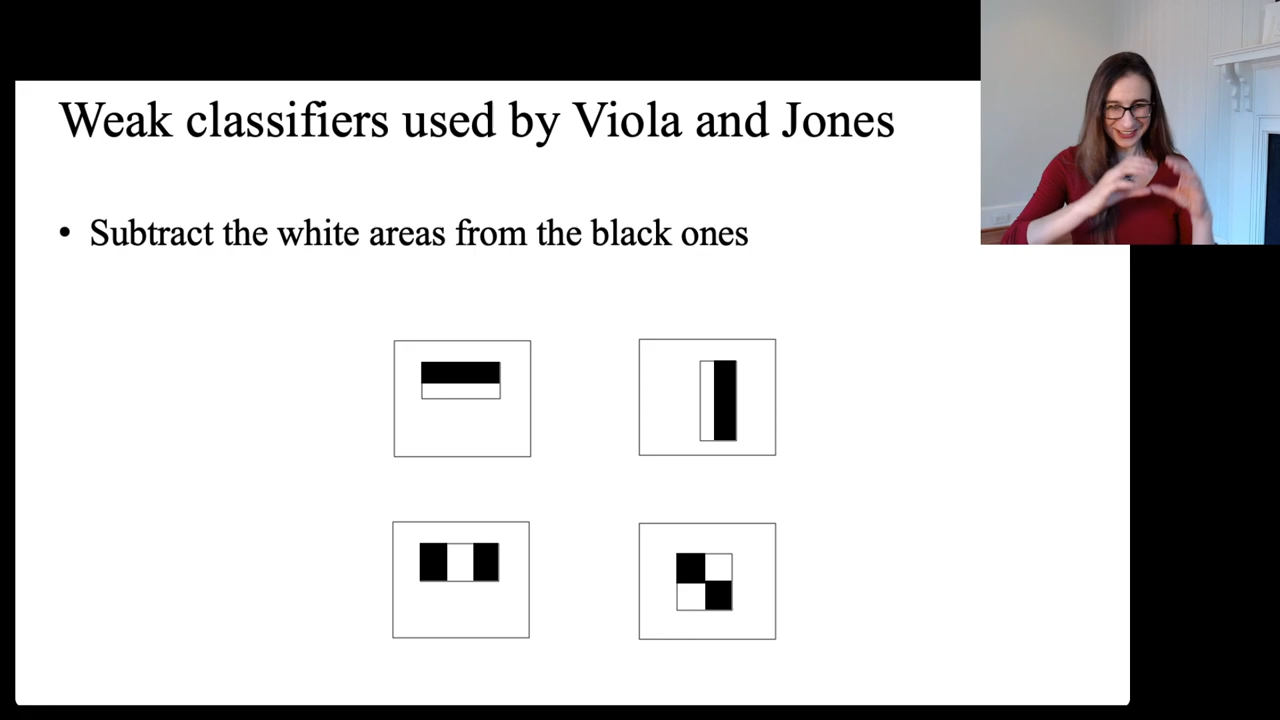 Weak classifiers used by Viola and Jones
• Subtract the white areas from the black ones